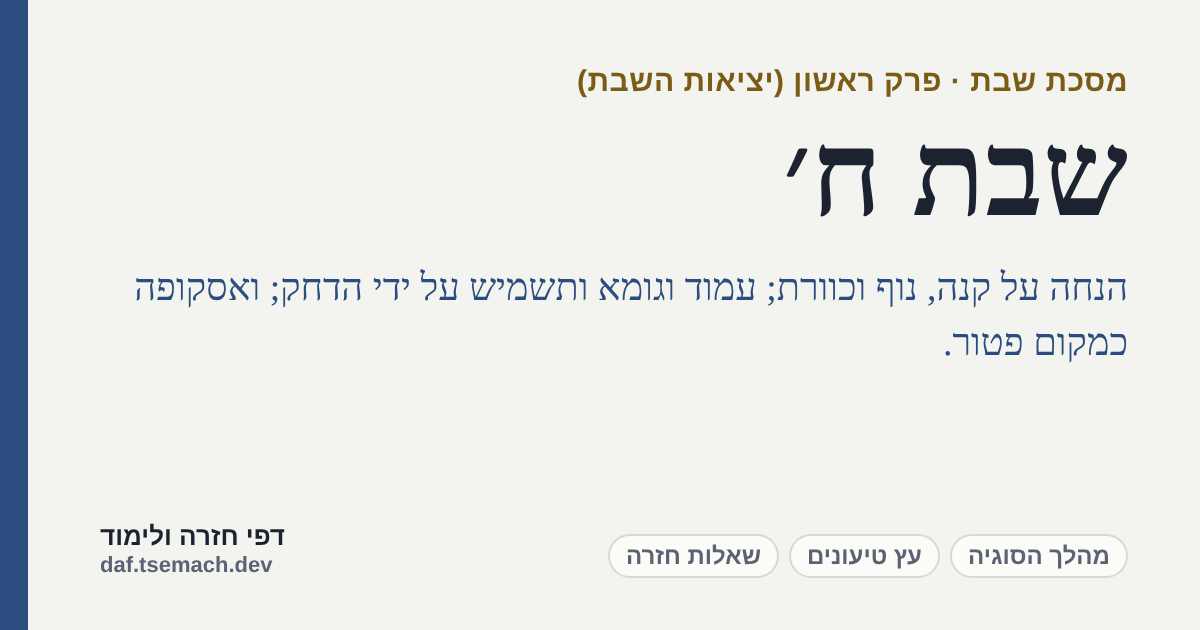 מסכת שבת · פרק ראשון (יציאות השבת)
שבת ח׳
הנחה על קנה, נוף וכוורת; עמוד וגומא ותשמיש על ידי הדחק; ואסקופה
כמקום פטור.
מהלך הסוגיה
עץ טיעונים
שאלות חזרה
דפי חזרה ולימוד
daf.tsemach.dev